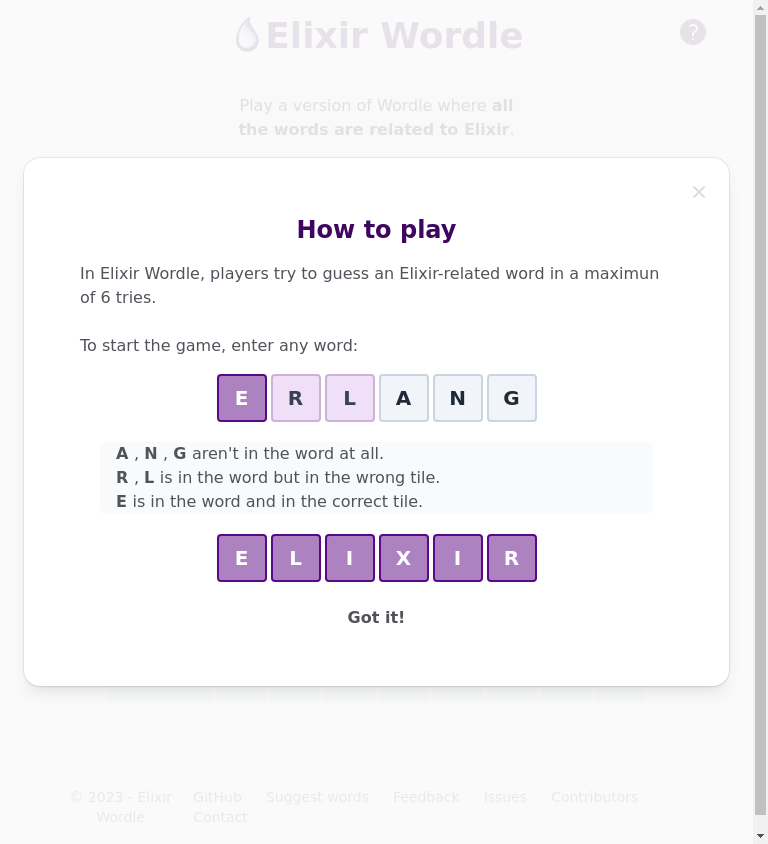 Elixir Wordle
?
Play a version of Wordle where all
the words are related to Elixir.
How to play
In Elixir Wordle, players try to guess an Elixir-related word in a maximun
of 6 tries.
To start the game, enter any word:
E R L A N G
A , N , G aren't in the word at all.
R , L is in the word but in the wrong tile.
E is in the word and in the correct tile.
E L I X I R
Got it!
© 2023 - Elixir GitHub Suggest words Feedback Issues Contributors
Wordle Contact